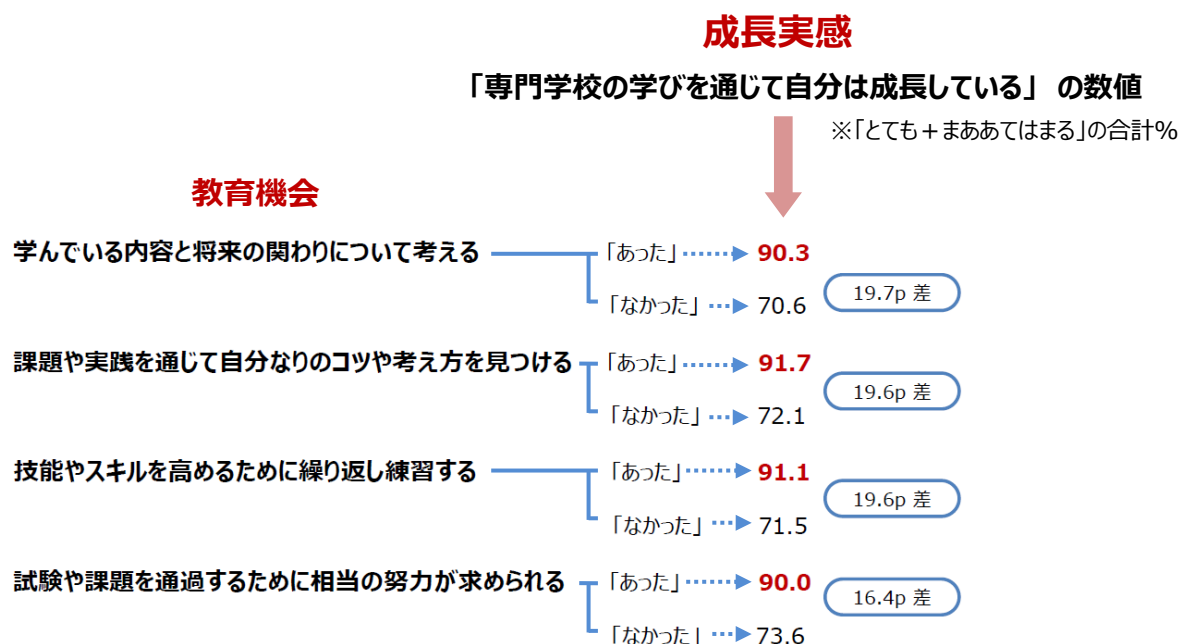 成長実感
「専門学校の学びを通じて自分は成長している」 の数値
※「とても+まああてはまる」の合計%
教育機会
学んでいる内容と将来の関わりについて考える
「あった」 90.3
19.7p 差
「なかった」 70.6
課題や実践を通じて自分なりのコツや考え方を見つける
「あった」 91.7
19.6p 差
「なかった」 72.1
技能やスキルを高めるために繰り返し練習する
「あった」 91.1
19.6p 差
「なかった」 71.5
試験や課題を通過するために相当の努力が求められる
「あった」 90.0
16.4p 差
「なかった」 73.6